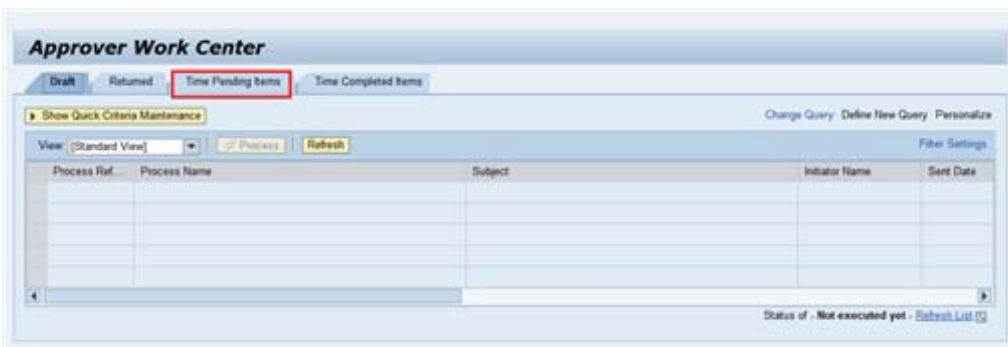 Approver Work Center
Draft Returned Time Pending Items Time Completed Items
Show Quick Criteria Maintenance Change Query Define New Query Personalize
View: [Standard View] Process Refresh Filter Settings
Process Ref... Process Name Subject Initiator Name Sent Date
Status of - Not executed yet - Refresh List